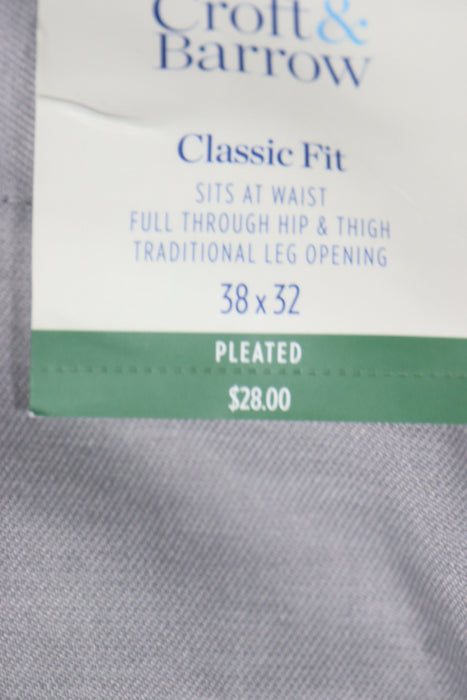 Croft &
Barrow
Classic Fit
SITS AT WAIST
FULL THROUGH HIP & THIGH
TRADITIONAL LEG OPENING
38 x 32
PLEATED
$28.00